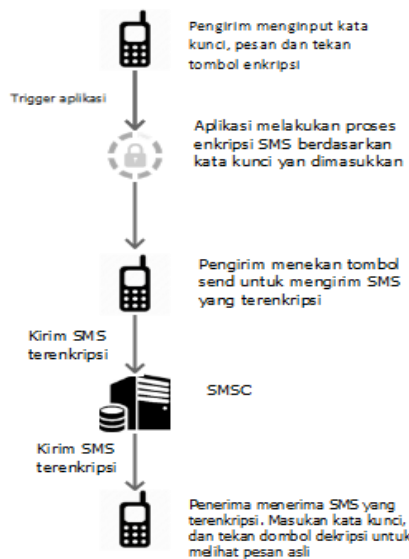 Pengirim menginput kata
kunci, pesan dan tekan
tombol enkripsi
Trigger aplikasi
Aplikasi melakukan proses
enkripsi SMS berdasarkan
kata kunci yan dimasukkan
Pengirim menekan tombol
send untuk mengirim SMS
yang terenkripsi
Kirim SMS
terenkripsi
SMSC
Kirim SMS
terenkripsi
Penerima menerima SMS yang
terenkripsi. Masukan kata kunci,
dan tekan dombol dekripsi untuk
melihat pesan asli